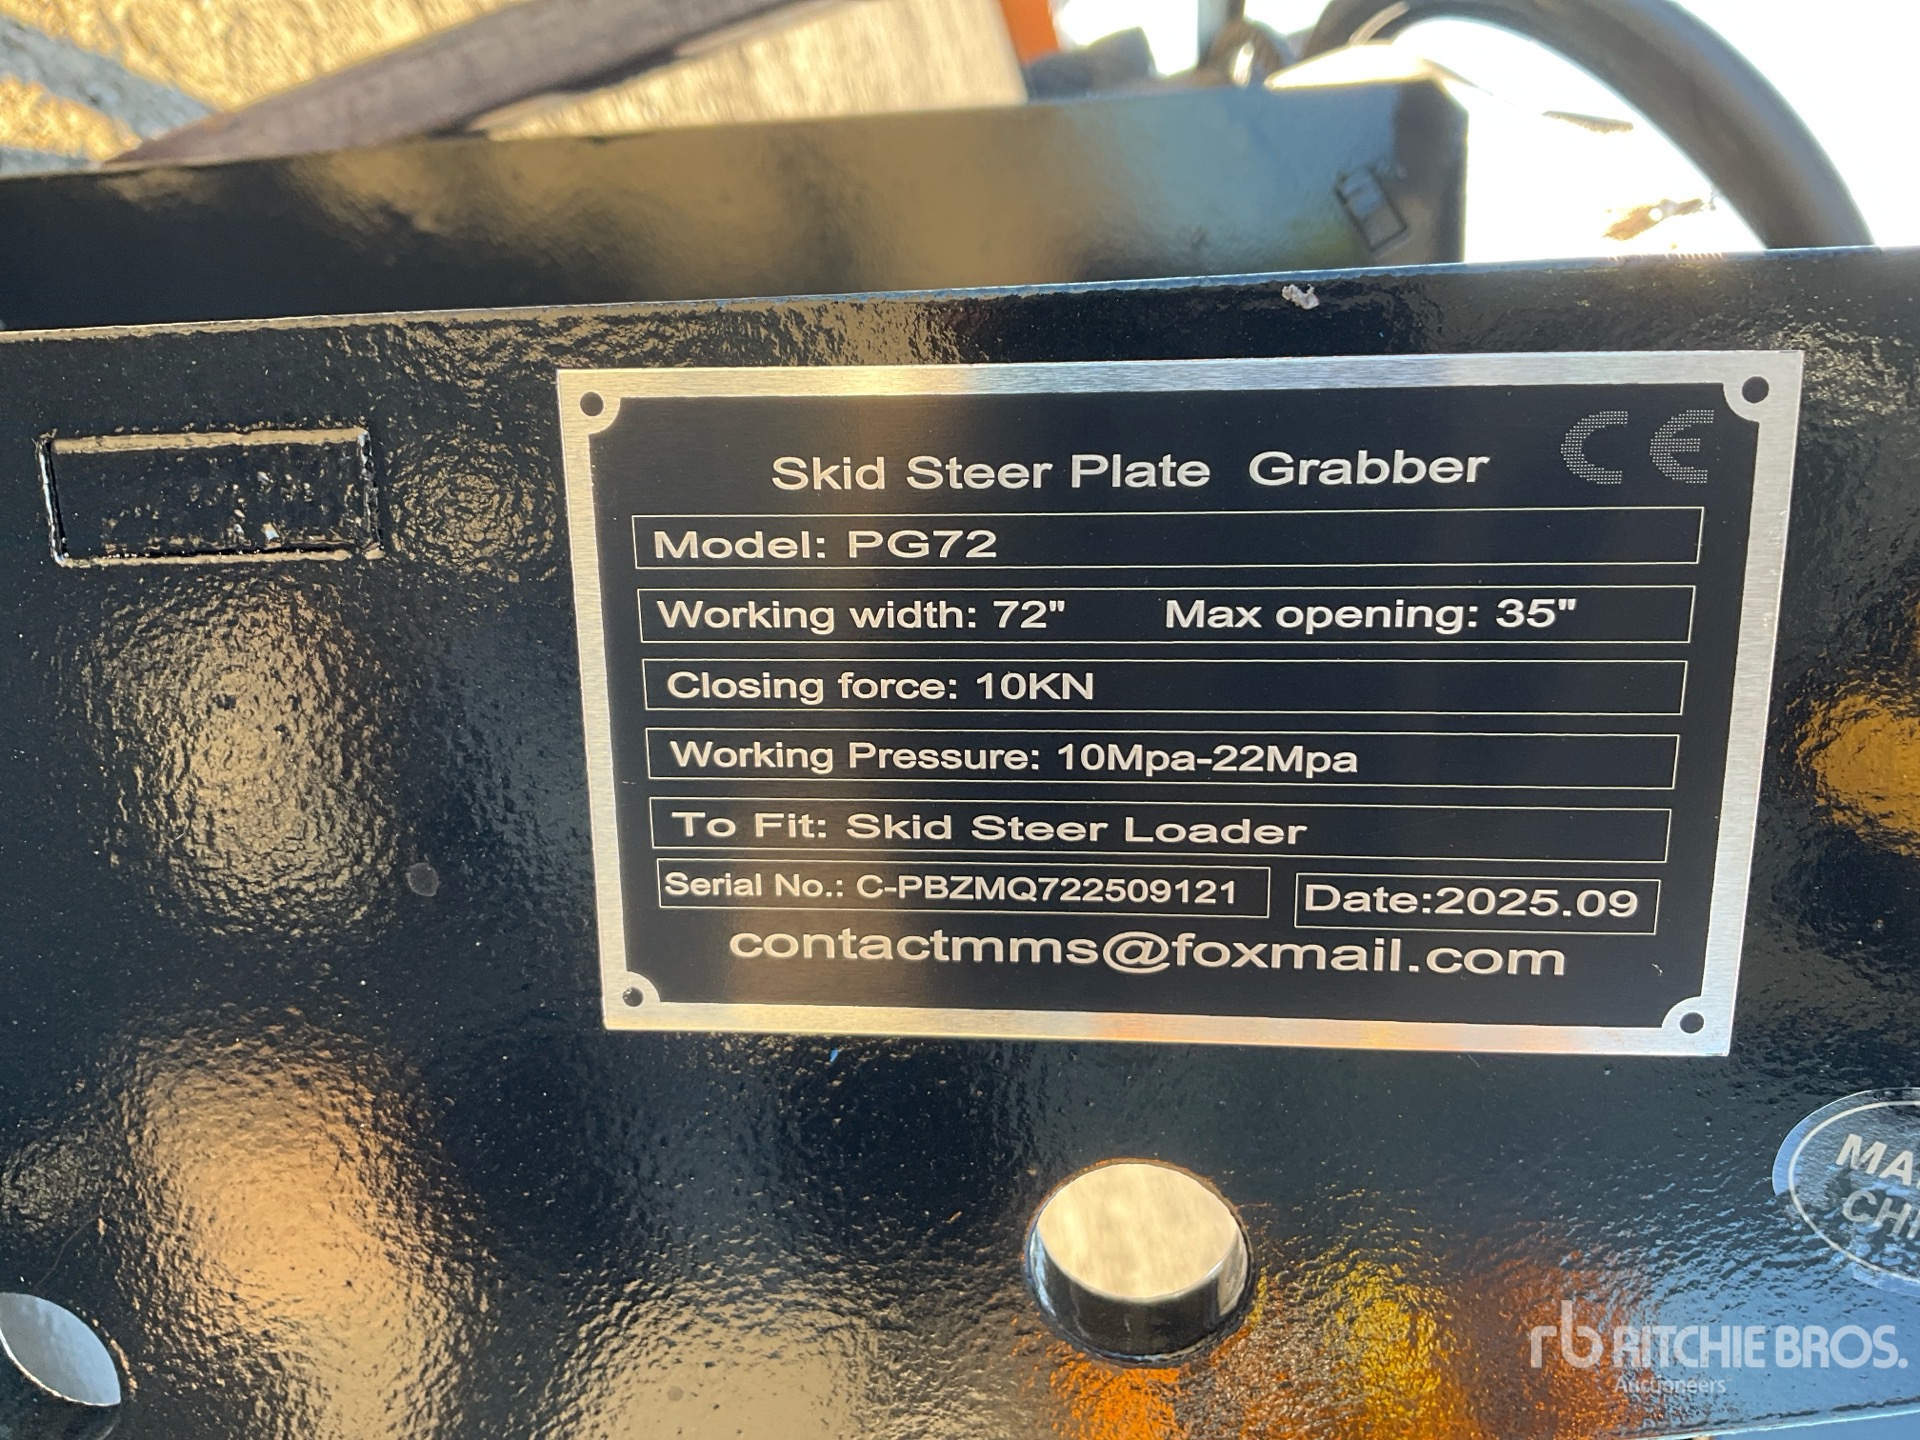 CE
Skid Steer Plate Grabber
Model: PG72
Working width: 72" Max opening: 35"
Closing force: 10KN
Working Pressure: 10Mpa-22Mpa
To Fit: Skid Steer Loader
Serial No.: C-PBZMQ722509121 Date:2025.09
contactmms@foxmail.com
MA
CHI
rb RITCHIE BROS.
Auctioneers